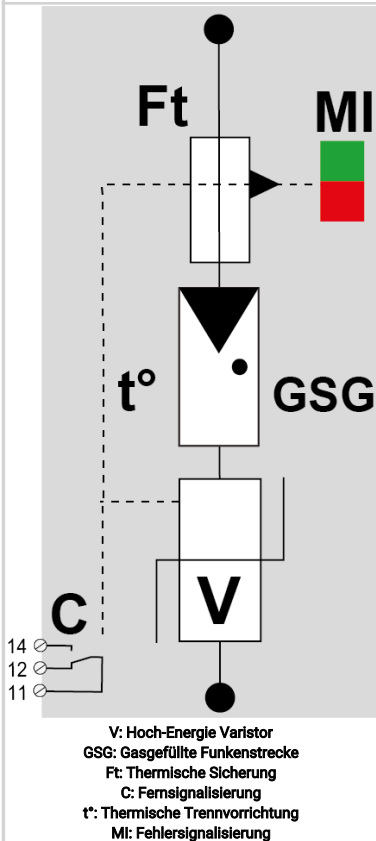 Ft
MI
t°
GSG
V
C
14
12
11
V: Hoch-Energie Varistor
GSG: Gasgefüllte Funkenstrecke
Ft: Thermische Sicherung
C: Fernsignalisierung
t°: Thermische Trennvorrichtung
MI: Fehlersignalisierung